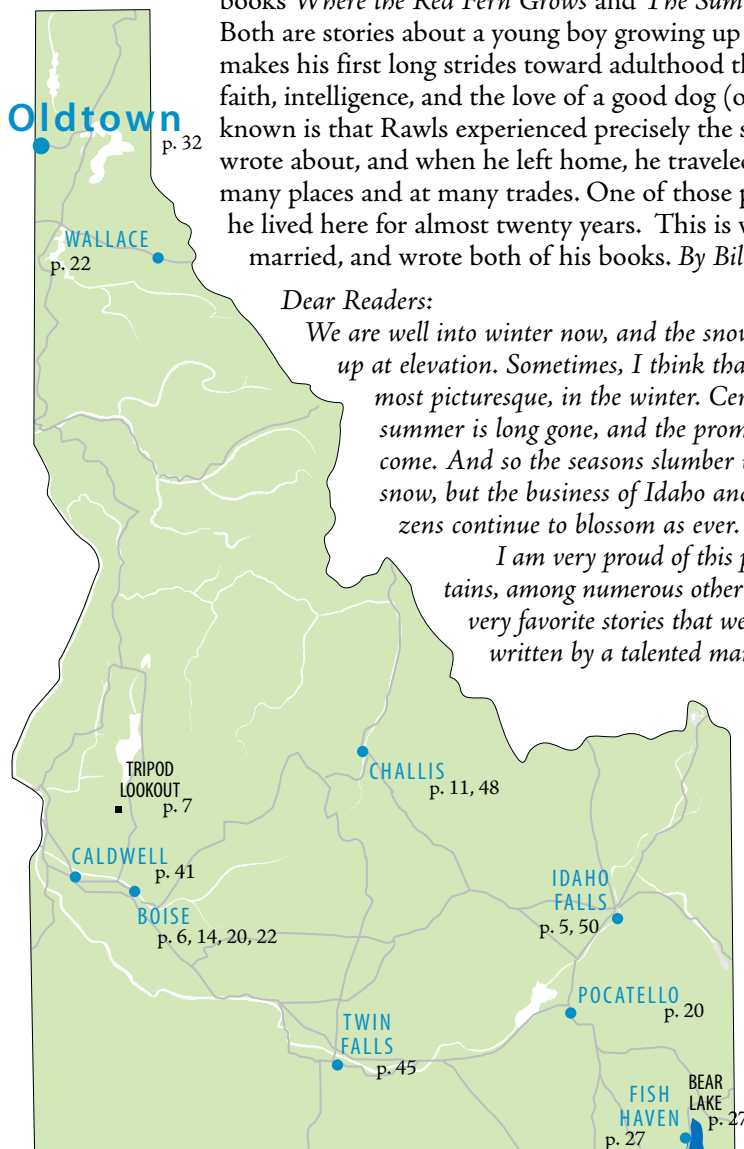 books Where the Red Fern Grows and The Sum
Both are stories about a young boy growing up
makes his first long strides toward adulthood th
faith, intelligence, and the love of a good dog (o
known is that Rawls experienced precisely the s
wrote about, and when he left home, he traveled
many places and at many trades. One of those p
he lived here for almost twenty years. This is w
married, and wrote both of his books. By Bil
Dear Readers:
We are well into winter now, and the snow
up at elevation. Sometimes, I think tha
most picturesque, in the winter. Cer
summer is long gone, and the prom
come. And so the seasons slumber
snow, but the business of Idaho and
zens continue to blossom as ever.
I am very proud of this p
tains, among numerous other
very favorite stories that we
written by a talented man
Oldtown
p. 32
WALLACE
p. 22
TRIPOD
LOOKOUT
p. 7
CHALLIS
p. 11, 48
CALDWELL
p. 41
BOISE
p. 6, 14, 20, 22
IDAHO
FALLS
p. 5, 50
POCATELLO
p. 20
TWIN
FALLS
p. 45
FISH
HAVEN
p. 27
BEAR
LAKE
p. 27